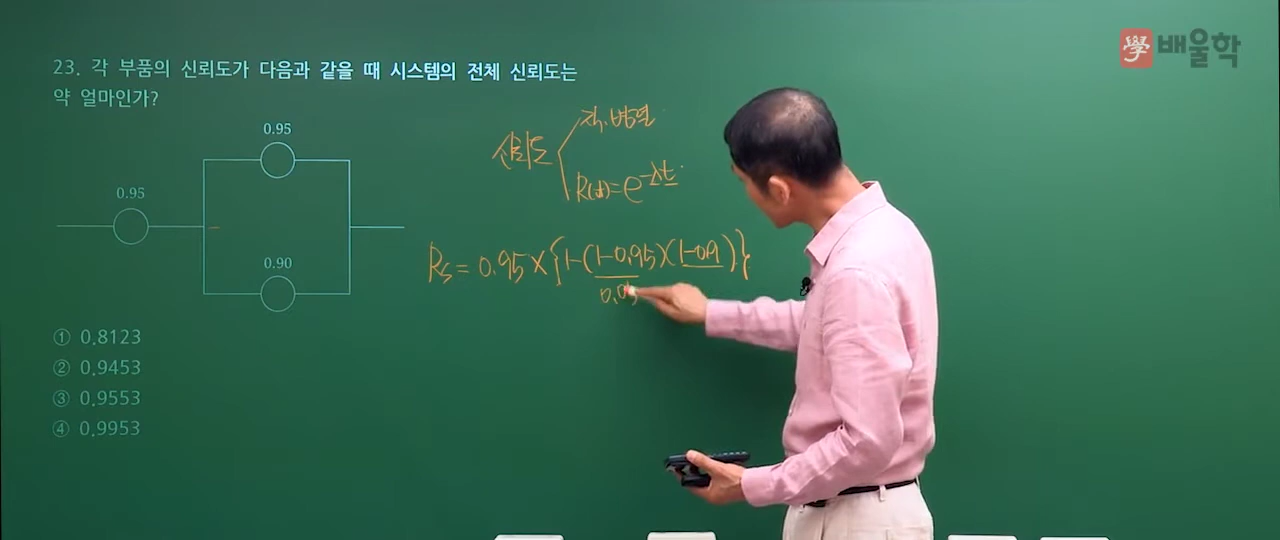 學 배울학
23. 각 부품의 신뢰도가 다음과 같을 때 시스템의 전체 신뢰도는
약 얼마인가?
0.95
0.95
0.90
① 0.8123
② 0.9453
③ 0.9553
④ 0.9953
신뢰도
직·병렬
R(t)=e^-λt
Rs = 0.95 × {1-(1-0.95)(1-0.9)}
0.05